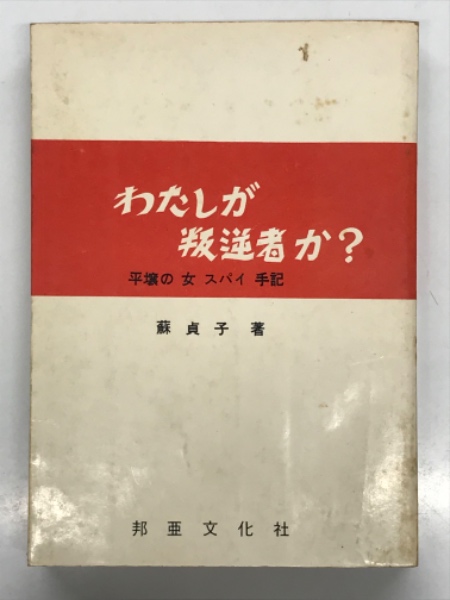 わたしが
叛逆者か?
平壌の 女 スパイ 手記
蘇 貞 子 著
邦 亜 文 化 社